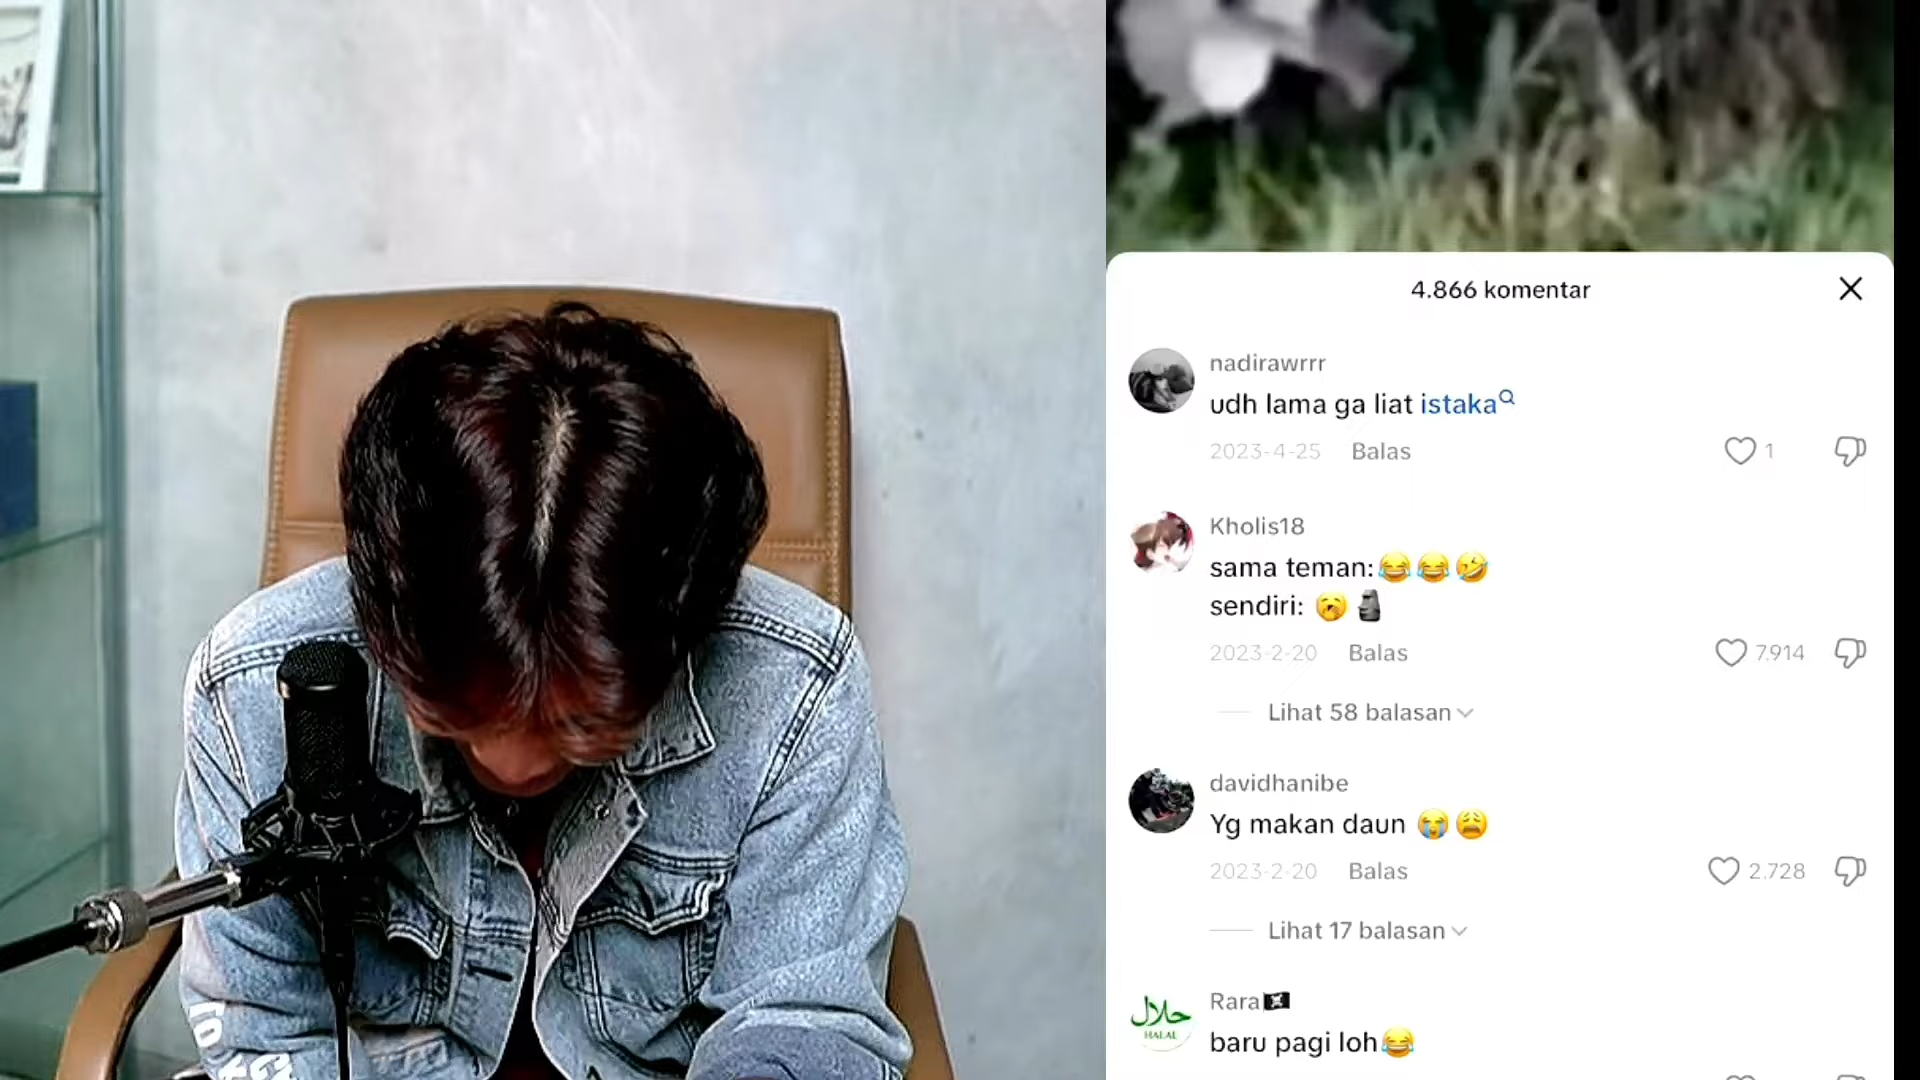 4.866 komentar
nadirawrrr
udh lama ga liat istaka
2023-4-25 Balas
1
Kholis18
sama teman:😂😂🤣
sendiri: 🥱🗿
2023-2-20 Balas
7.914
Lihat 58 balasan
davidhanibe
Yg makan daun 😭😩
2023-2-20 Balas
2.728
Lihat 17 balasan
حلال
HALAL
Rara🏴‍☠️
baru pagi loh😂